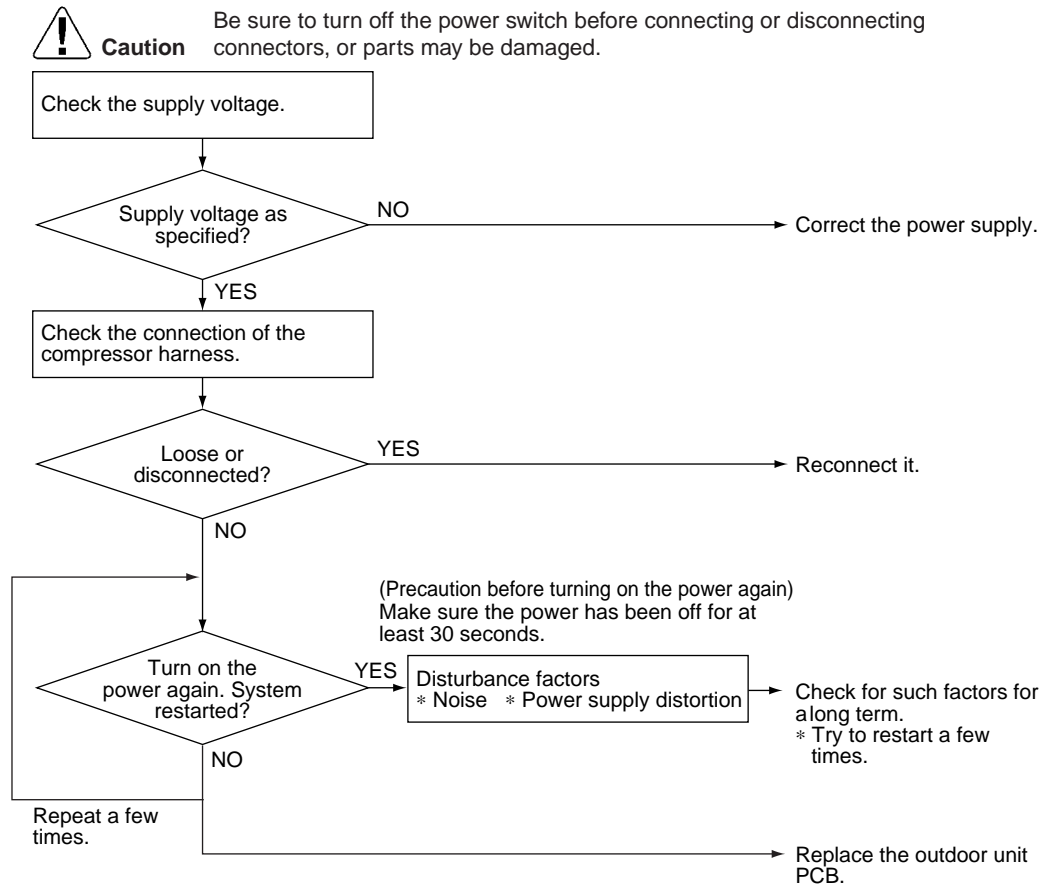 Be sure to turn off the power switch before connecting or disconnecting
Caution connectors, or parts may be damaged.
Check the supply voltage.
Supply voltage as
specified?
NO
Correct the power supply.
YES
Check the connection of the
compressor harness.
Loose or
disconnected?
YES
Reconnect it.
NO
(Precaution before turning on the power again)
Make sure the power has been off for at
least 30 seconds.
Turn on the
power again. System
restarted?
YES
Disturbance factors
∗ Noise ∗ Power supply distortion
Check for such factors for
along term.
∗ Try to restart a few
times.
NO
Repeat a few
times.
Replace the outdoor unit
PCB.